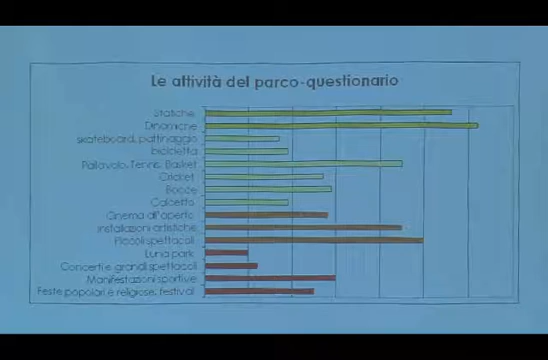 Le attività del parco-questionario
Statiche
Dinamiche
skateboard, pattinaggio
bicicletta
Pallavolo, Tennis, Basket
Cricket
Bocce
Calcetto
Cinema all'aperto
Installazioni artistiche
Piccoli spettacoli
Luna park
Concerti e grandi spettacoli
Manifestazioni sportive
Feste popolari e religiose, festival